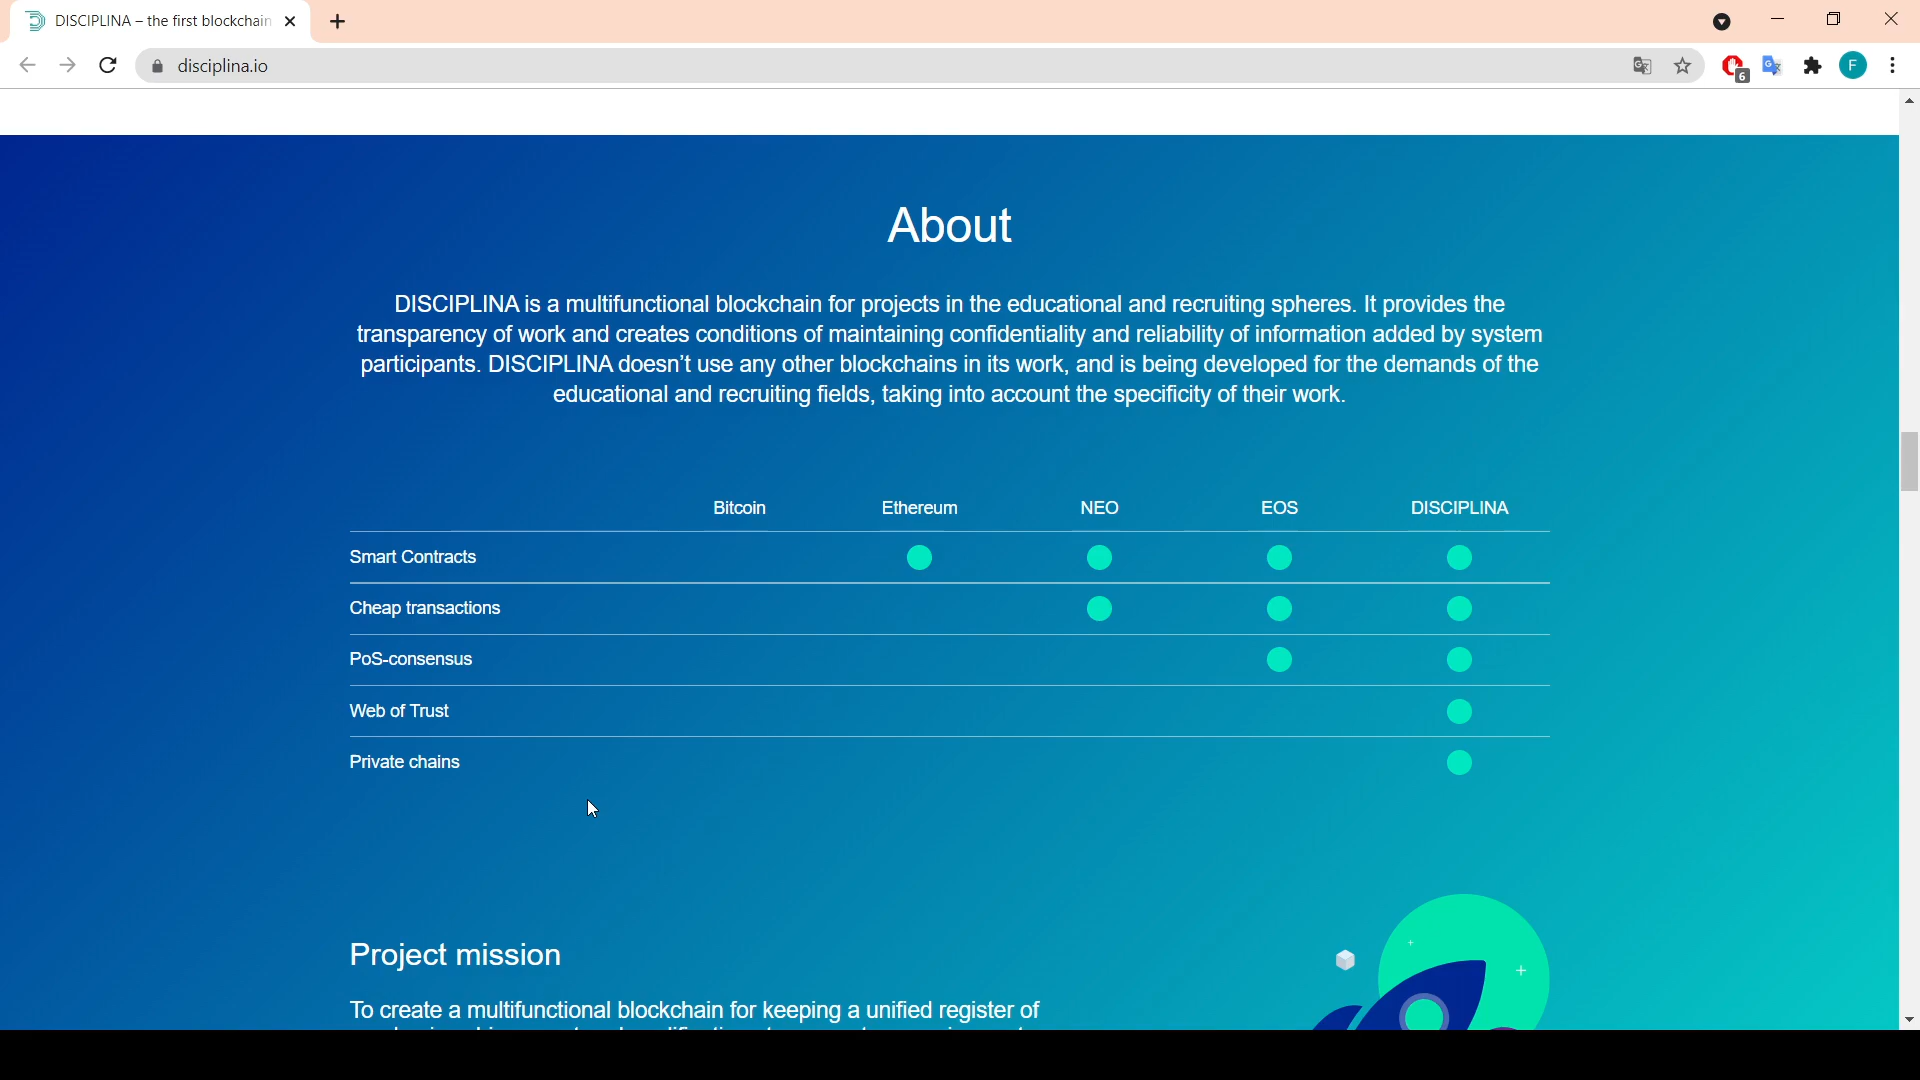 DISCIPLINA – the first blockchain
disciplina.io
6
F
About
DISCIPLINA is a multifunctional blockchain for projects in the educational and recruiting spheres. It provides the
transparency of work and creates conditions of maintaining confidentiality and reliability of information added by system
participants. DISCIPLINA doesn't use any other blockchains in its work, and is being developed for the demands of the
educational and recruiting fields, taking into account the specificity of their work.
Bitcoin Ethereum NEO EOS DISCIPLINA
Smart Contracts
Cheap transactions
PoS-consensus
Web of Trust
Private chains
Project mission
To create a multifunctional blockchain for keeping a unified register of